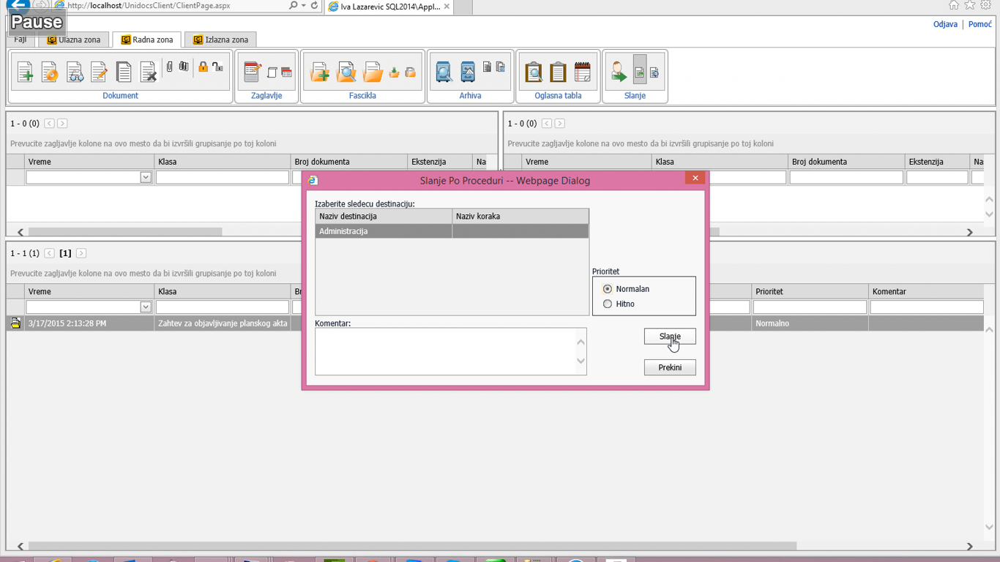 http://localhost/UnidocsClient/ClientPage.aspx
Iva Lazarevic SQL2014\Appl...
Pause
Odjava | Pomoć
Fajl
Ulazna zona
Radna zona
Izlazna zona
Dokument
Zaglavlje
Fascikla
Arhiva
Oglasna tabla
Slanje
1 - 0 (0)
Prevucite zaglavlje kolone na ovo mesto da bi izvršili grupisanje po toj koloni
Vreme Klasa Broj dokumenta Ekstenzija Na
1 - 0 (0)
Prevucite zaglavlje kolone na ovo mesto da bi izvršili grupisanje po toj koloni
Vreme Klasa Broj dokumenta Ekstenzija Na
Slanje Po Proceduri -- Webpage Dialog
Izaberite sledecu destinaciju:
Naziv destinacija Naziv koraka
Administracija
Prioritet
Normalan
Hitno
Komentar:
Slanje
Prekini
1 - 1 (1) [1]
Prevucite zaglavlje kolone na ovo mesto da bi izvršili grupisanje po toj koloni
Vreme Klasa Br Prioritet Komentar
3/17/2015 2:13:28 PM Zahtev za objavljivanje planskog akta Normalno